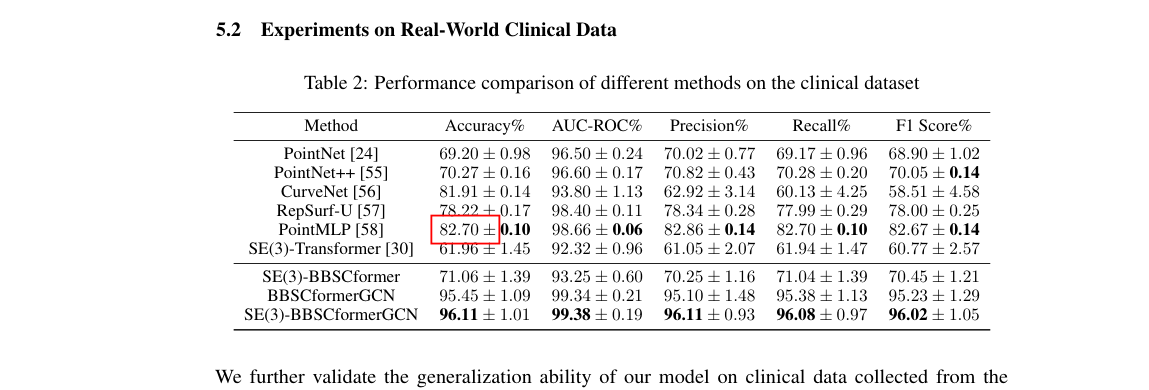 5.2 Experiments on Real-World Clinical Data
Table 2: Performance comparison of different methods on the clinical dataset
Method Accuracy% AUC-ROC% Precision% Recall% F1 Score%
PointNet [24] 69.20 ± 0.98 96.50 ± 0.24 70.02 ± 0.77 69.17 ± 0.96 68.90 ± 1.02
PointNet++ [55] 70.27 ± 0.16 96.60 ± 0.17 70.82 ± 0.43 70.28 ± 0.20 70.05 ± 0.14
CurveNet [56] 81.91 ± 0.14 93.80 ± 1.13 62.92 ± 3.14 60.13 ± 4.25 58.51 ± 4.58
RepSurf-U [57] 78.22 ± 0.17 98.40 ± 0.11 78.34 ± 0.28 77.99 ± 0.29 78.00 ± 0.25
PointMLP [58] 82.70 ± 0.10 98.66 ± 0.06 82.86 ± 0.14 82.70 ± 0.10 82.67 ± 0.14
SE(3)-Transformer [30] 61.96 ± 1.45 92.32 ± 0.96 61.05 ± 2.07 61.94 ± 1.47 60.77 ± 2.57
SE(3)-BBSCformer 71.06 ± 1.39 93.25 ± 0.60 70.25 ± 1.16 71.04 ± 1.39 70.45 ± 1.21
BBSCformerGCN 95.45 ± 1.09 99.34 ± 0.21 95.10 ± 1.48 95.38 ± 1.13 95.23 ± 1.29
SE(3)-BBSCformerGCN 96.11 ± 1.01 99.38 ± 0.19 96.11 ± 0.93 96.08 ± 0.97 96.02 ± 1.05
We further validate the generalization ability of our model on clinical data collected from the